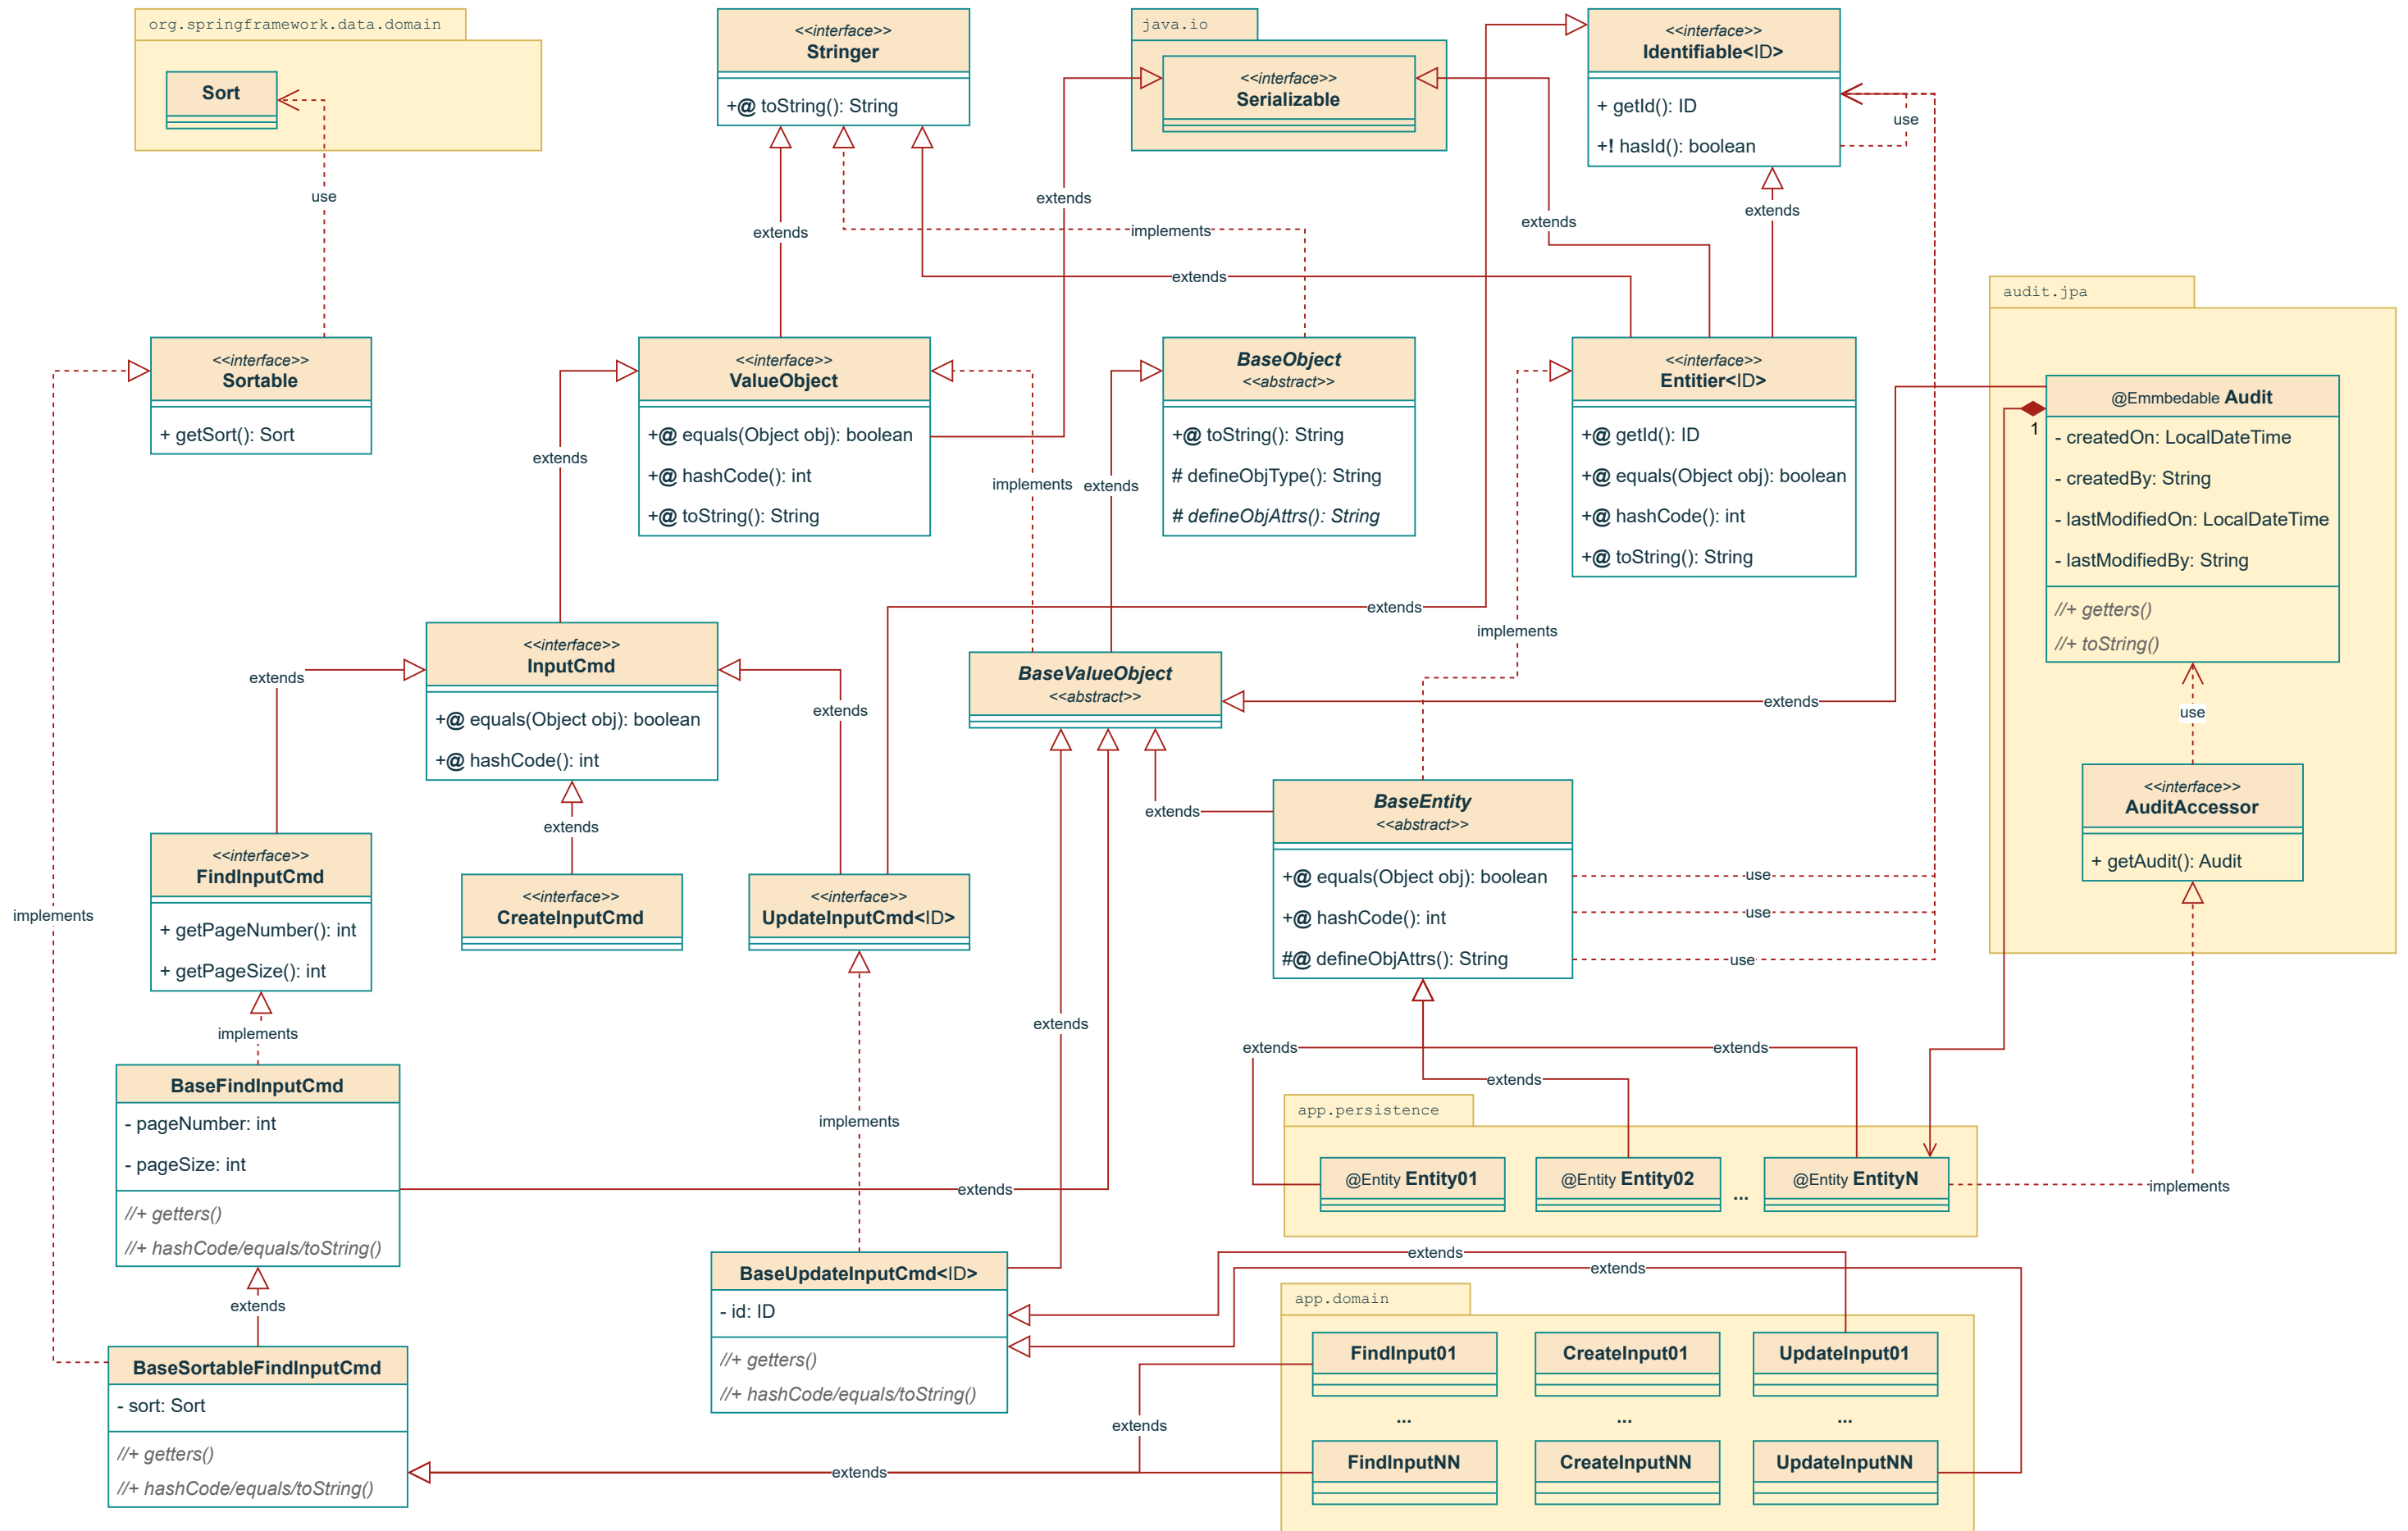 org.springframework.data.domain
Sort
use
<<interface>>
Stringer
+@ toString(): String
java.io
<<interface>>
Serializable
<<interface>>
Identifiable<ID>
+ getId(): ID
+! hasId(): boolean
use
extends
extends
implements
extends
extends
extends
<<interface>>
Sortable
+ getSort(): Sort
<<interface>>
ValueObject
+@ equals(Object obj): boolean
+@ hashCode(): int
+@ toString(): String
BaseObject
<<abstract>>
+@ toString(): String
# defineObjType(): String
# defineObjAttrs(): String
<<interface>>
Entitier<ID>
+@ getId(): ID
+@ equals(Object obj): boolean
+@ hashCode(): int
+@ toString(): String
audit.jpa
@Emmbedable Audit
1
- createdOn: LocalDateTime
- createdBy: String
- lastModifiedOn: LocalDateTime
- lastModifiedBy: String
//+ getters()
//+ toString()
extends
implements
extends
extends
implements
<<interface>>
InputCmd
+@ equals(Object obj): boolean
+@ hashCode(): int
extends
extends
extends
BaseValueObject
<<abstract>>
extends
use
<<interface>>
AuditAccessor
+ getAudit(): Audit
extends
BaseEntity
<<abstract>>
+@ equals(Object obj): boolean
+@ hashCode(): int
#@ defineObjAttrs(): String
use
use
use
<<interface>>
FindInputCmd
+ getPageNumber(): int
+ getPageSize(): int
<<interface>>
CreateInputCmd
<<interface>>
UpdateInputCmd<ID>
implements
implements
extends
extends
extends
extends
BaseFindInputCmd
- pageNumber: int
- pageSize: int
//+ getters()
//+ hashCode/equals/toString()
implements
extends
app.persistence
@Entity Entity01
@Entity Entity02
...
@Entity EntityN
implements
extends
extends
extends
BaseUpdateInputCmd<ID>
- id: ID
//+ getters()
//+ hashCode/equals/toString()
BaseSortableFindInputCmd
- sort: Sort
//+ getters()
//+ hashCode/equals/toString()
extends
extends
app.domain
FindInput01
CreateInput01
UpdateInput01
...
...
...
FindInputNN
CreateInputNN
UpdateInputNN